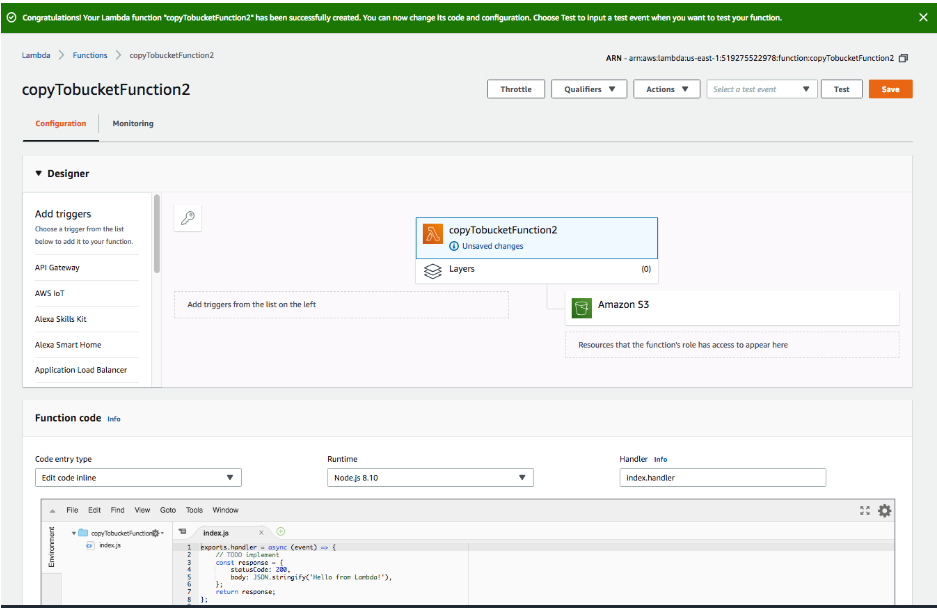 Congratulations! Your Lambda function "copyTobucketFunction2" has been successfully created. You can now change its code and configuration. Choose Test to input a test event when you want to test your function.
Lambda > Functions > copyTobucketFunction2
ARN - arn:aws:lambda:us-east-1:519275522978:function:copyTobucketFunction2
copyTobucketFunction2
Throttle Qualifiers Actions Select a test event Test Save
Configuration Monitoring
Designer
Add triggers
Choose a trigger from the list
below to add it to your function.
API Gateway
AWS IoT
Alexa Skills Kit
Alexa Smart Home
Application Load Balancer
copyTobucketFunction2
Unsaved changes
Layers (0)
Add triggers from the list on the left
Amazon S3
Resources that the function's role has access to appear here
Function code Info
Code entry type
Edit code inline
Runtime
Node.js 8.10
Handler Info
index.handler
File Edit Find View Goto Tools Window
Environment
copyTobucketFunction
index.js
index.js
1 exports.handler = async (event) => {
2 // TODO implement
3 const response = {
4 statusCode: 200,
5 body: JSON.stringify('Hello from Lambda!'),
6 };
7 return response;
8 };